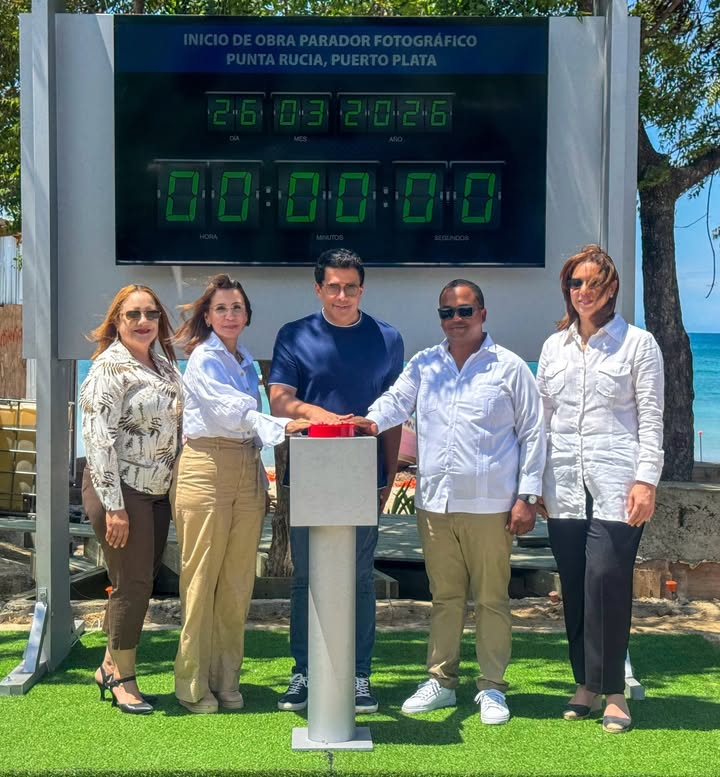 INICIO DE OBRA PARADOR FOTOGRÁFICO
PUNTA RUCIA, PUERTO PLATA
26 03 2026
DÍA MES AÑO
00:00:00
HORA MINUTOS SEGUNDOS